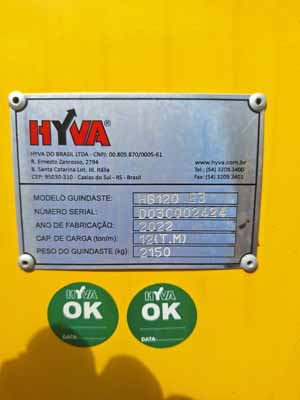 HYVA
HYVA DO BRASIL LTDA - CNPJ: 00.805.870/0005-61
R. Ernesto Zanrosso, 2794
B. Santa Catarina Lot. Jd. Itália
CEP: 95030-310 - Caxias do Sul - RS - Brasil
www.hyva.com.br
Tel.: (54) 3209.3400
Fax: (54) 3209.3401
MODELO GUINDASTE: HB120 E3
NÚMERO SERIAL: D03C002424
ANO DE FABRICAÇÃO: 2022
CAP. DE CARGA (ton/m): 12(T.M)
PESO DO GUINDASTE (kg): 2150
HYVA
OK
DATA:
HYVA
OK
DATA: